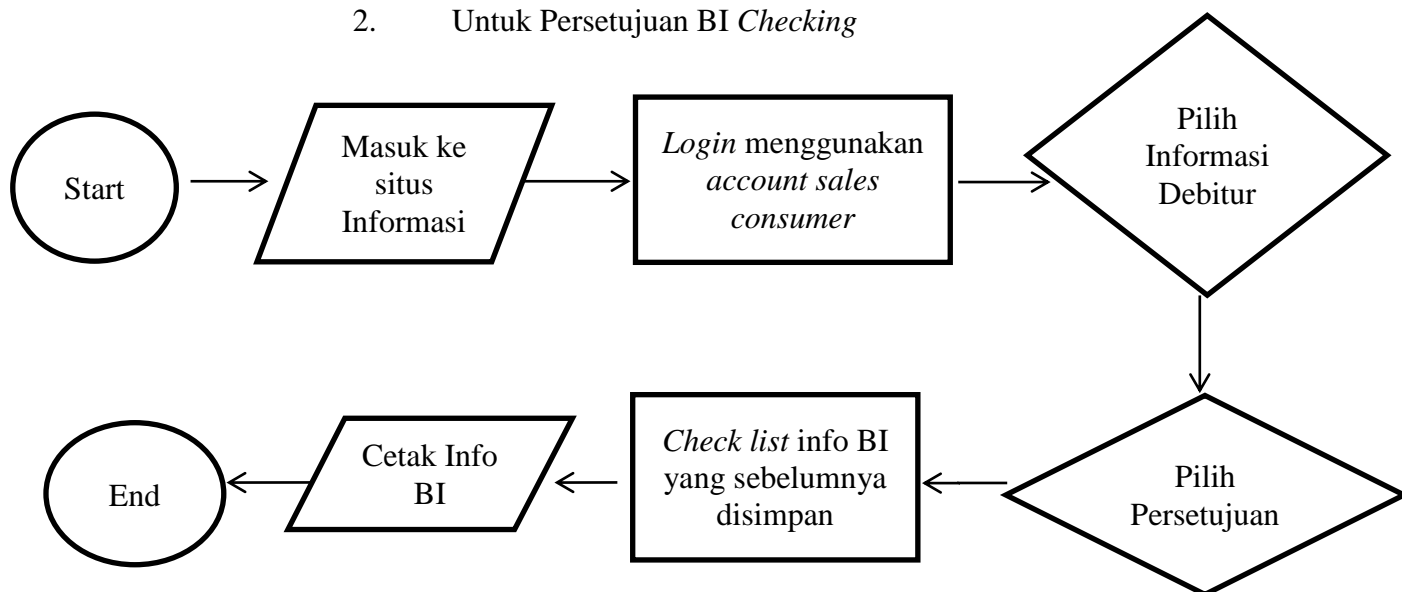 2. Untuk Persetujuan BI Checking
Start
Masuk ke
situs
Informasi
Login menggunakan
account sales
consumer
Pilih
Informasi
Debitur
Pilih
Persetujuan
Check list info BI
yang sebelumnya
disimpan
Cetak Info
BI
End